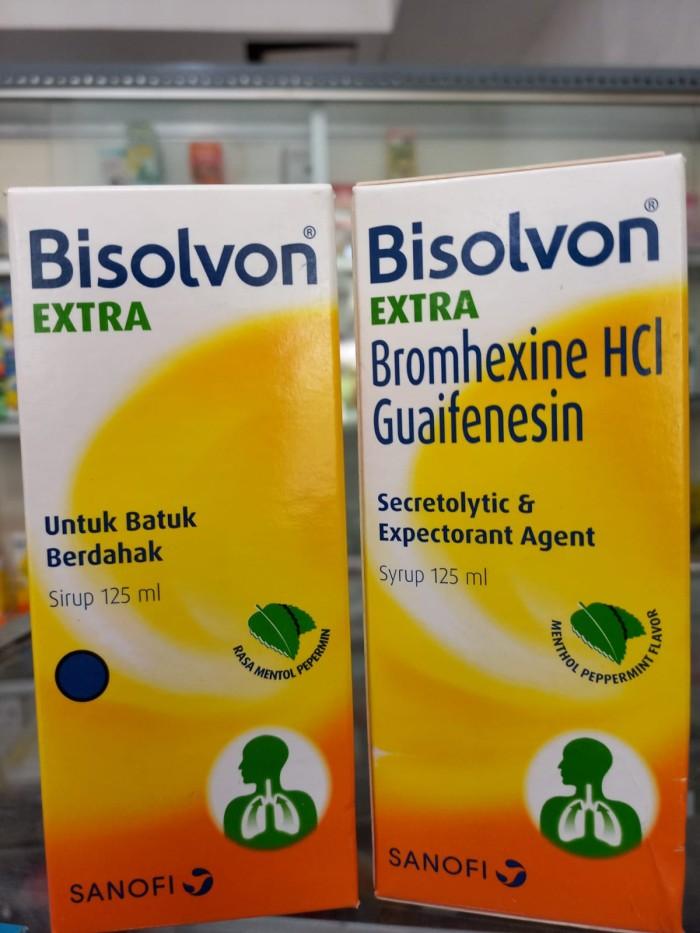 Bisolvon®
EXTRA
Untuk Batuk
Berdahak
Sirup 125 ml
RASA MENTOL PEPERMIN
SANOFI
Bisolvon®
EXTRA
Bromhexine HCl
Guaifenesin
Secretolytic &
Expectorant Agent
Syrup 125 ml
MENTHOL PEPPERMINT FLAVOR
SANOFI